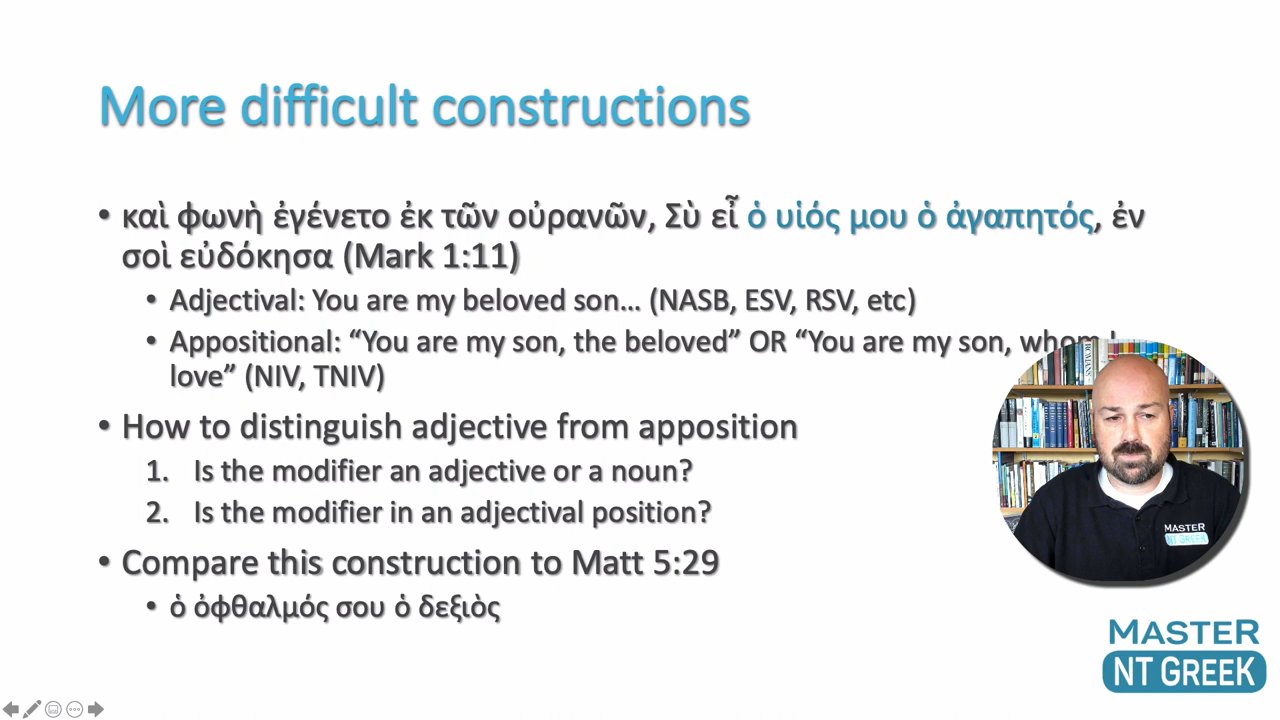 More difficult constructions
• καὶ φωνὴ ἐγένετο ἐκ τῶν οὐρανῶν, Σὺ εἶ ὁ υἱός μου ὁ ἀγαπητός, ἐν
σοὶ εὐδόκησα (Mark 1:11)
• Adjectival: You are my beloved son... (NASB, ESV, RSV, etc)
• Appositional: “You are my son, the beloved” OR “You are my son, whom I
love” (NIV, TNIV)
• How to distinguish adjective from apposition
1. Is the modifier an adjective or a noun?
2. Is the modifier in an adjectival position?
• Compare this construction to Matt 5:29
• ὁ ὀφθαλμός σου ὁ δεξιὸς
MASTER
NT GREEK
MASTER
NT GREEK